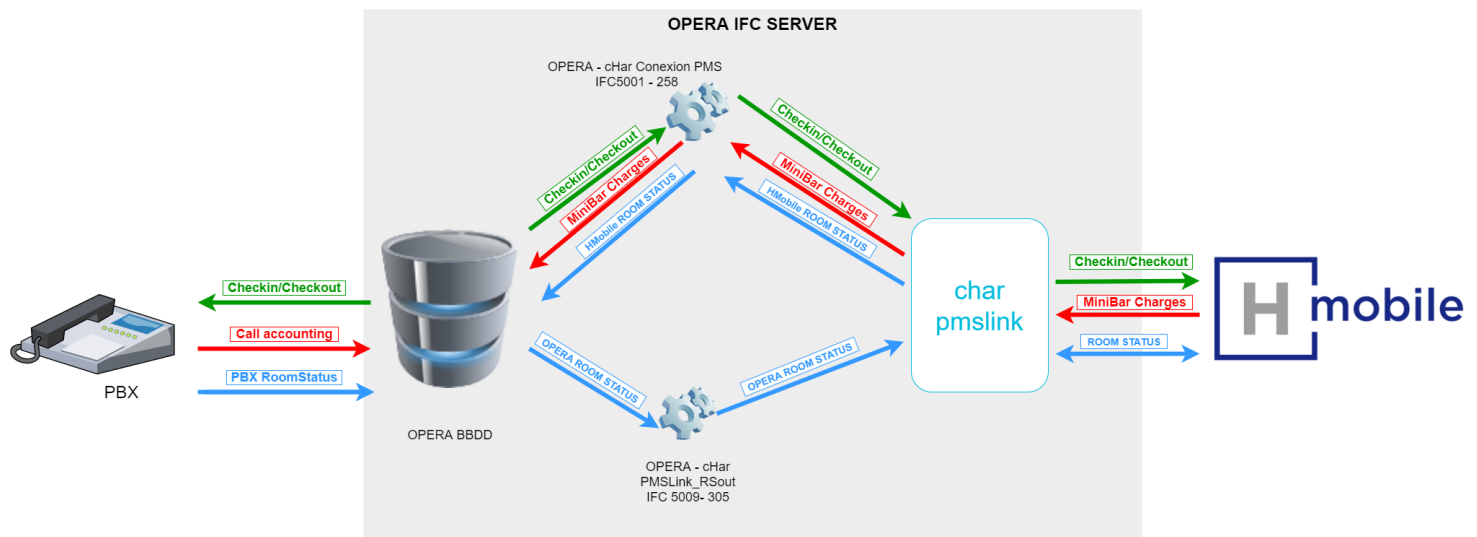 OPERA IFC SERVER
OPERA - cHar Conexion PMS
IFC5001 - 258
Checkin/Checkout
MiniBar Charges
HMobile ROOM STATUS
Checkin/Checkout
MiniBar Charges
HMobile ROOM STATUS
Checkin/Checkout
Call accounting
PBX RoomStatus
PBX
OPERA BBDD
OPERA ROOM STATUS
OPERA ROOM STATUS
OPERA - cHar
PMSLink_RSout
IFC 5009- 305
char
pmslink
Checkin/Checkout
MiniBar Charges
ROOM STATUS
H mobile